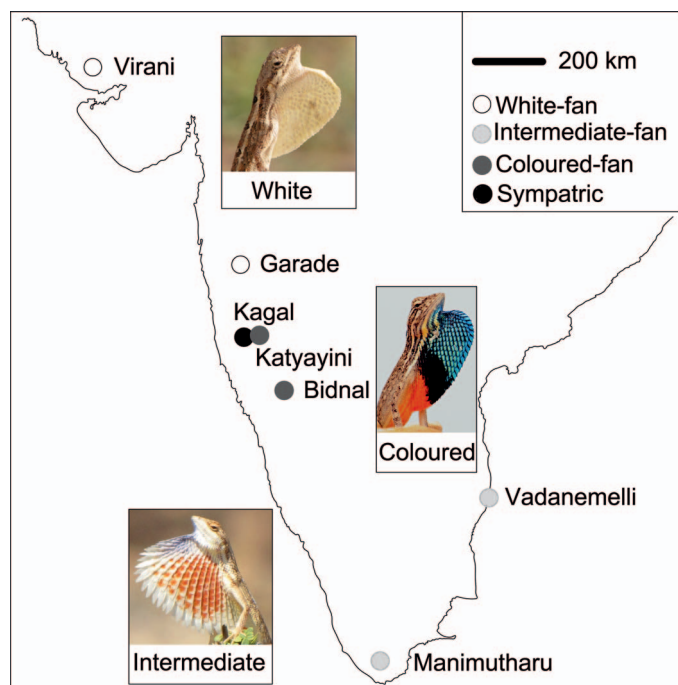 Virani
200 km
White-fan
Intermediate-fan
Coloured-fan
Sympatric
White
Garade
Kagal
Katyayini
Bidnal
Coloured
Vadanemelli
Intermediate
Manimutharu